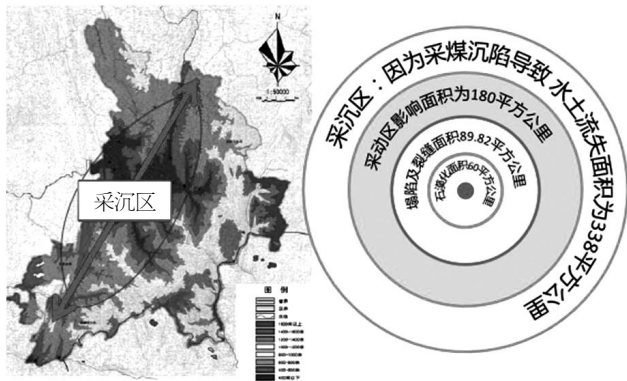 N
1:50000
采沉区
图 例
采沉区：因为采煤沉陷导致 水土流失面积为338平方公里
采动区影响面积为180平方公里
塌陷及裂缝面积89.82平方公里
石漠化面积60平方公里